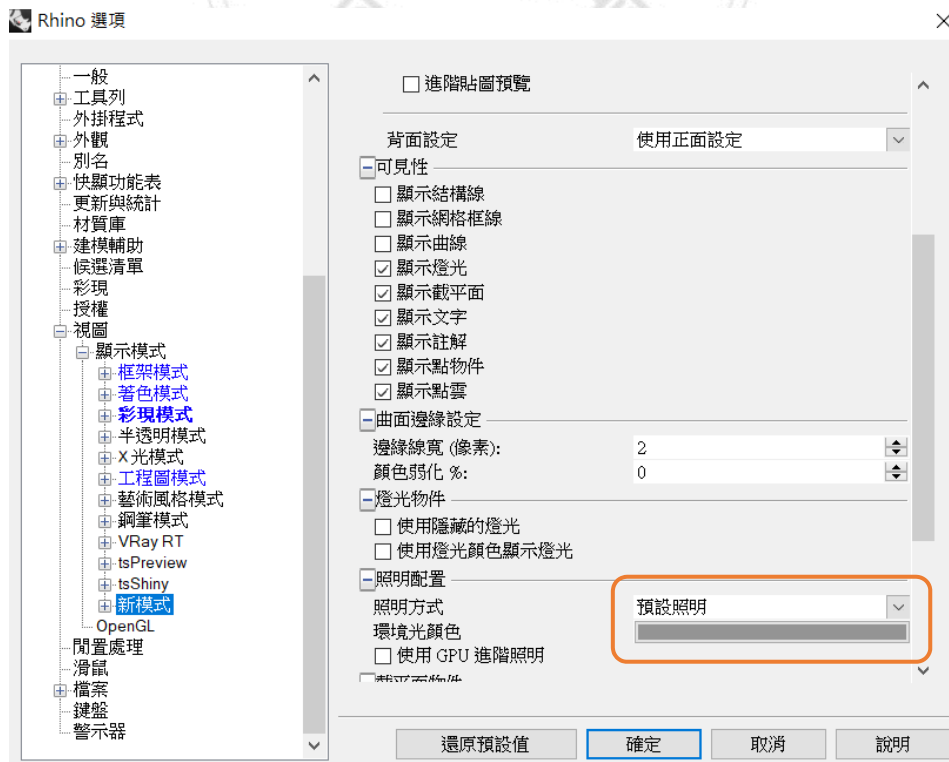 Rhino 選項
一般
工具列
外掛程式
外觀
別名
快顯功能表
更新與統計
材質庫
建模輔助
候選清單
彩現
授權
視圖
顯示模式
框架模式
著色模式
彩現模式
半透明模式
X 光模式
工程圖模式
藝術風格模式
鋼筆模式
VRay RT
tsPreview
tsShiny
新模式
OpenGL
閒置處理
滑鼠
檔案
鍵盤
警示器
進階貼圖預覽
背面設定 使用正面設定
可見性
顯示結構線
顯示網格框線
顯示曲線
顯示燈光
顯示截平面
顯示文字
顯示註解
顯示點物件
顯示點雲
曲面邊緣設定
邊緣線寬 (像素): 2
顏色弱化 %: 0
燈光物件
使用隱藏的燈光
使用燈光顏色顯示燈光
照明配置
照明方式 預設照明
環境光顏色
使用 GPU 進階照明
截平面物件
還原預設值 確定 取消 說明